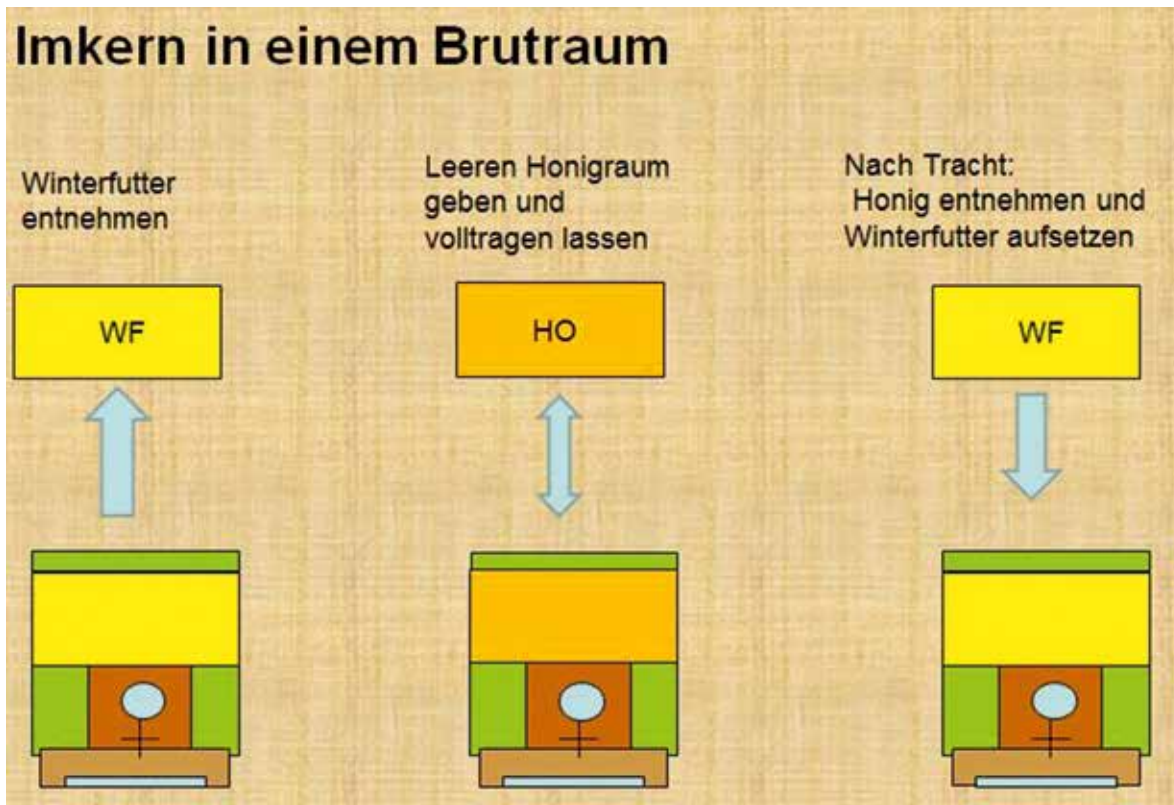 Imkern in einem Brutraum
Winterfutter
entnehmen
Leeren Honigraum
geben und
volltragen lassen
Nach Tracht:
Honig entnehmen und
Winterfutter aufsetzen
WF
HO
WF